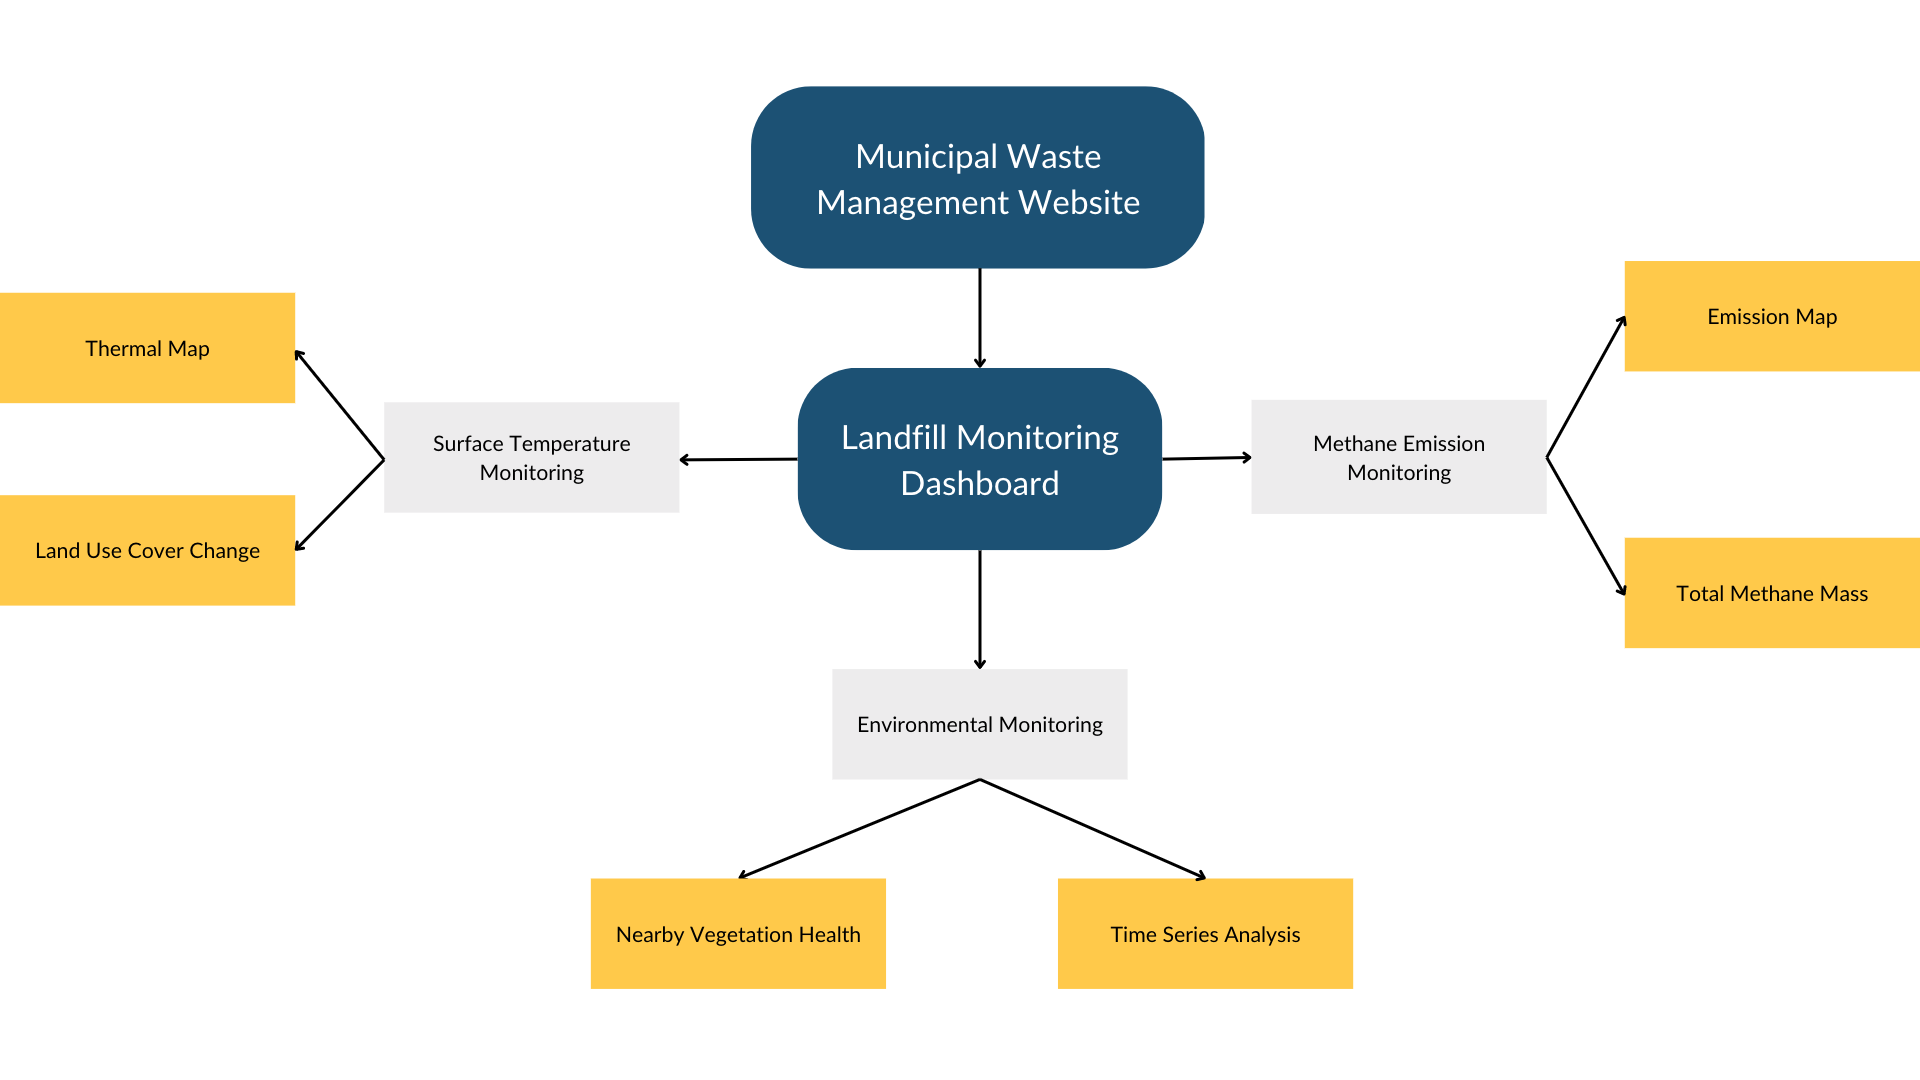 Municipal Waste
Management Website
Emission Map
Thermal Map
Surface Temperature
Monitoring
Landfill Monitoring
Dashboard
Methane Emission
Monitoring
Land Use Cover Change
Total Methane Mass
Environmental Monitoring
Nearby Vegetation Health
Time Series Analysis